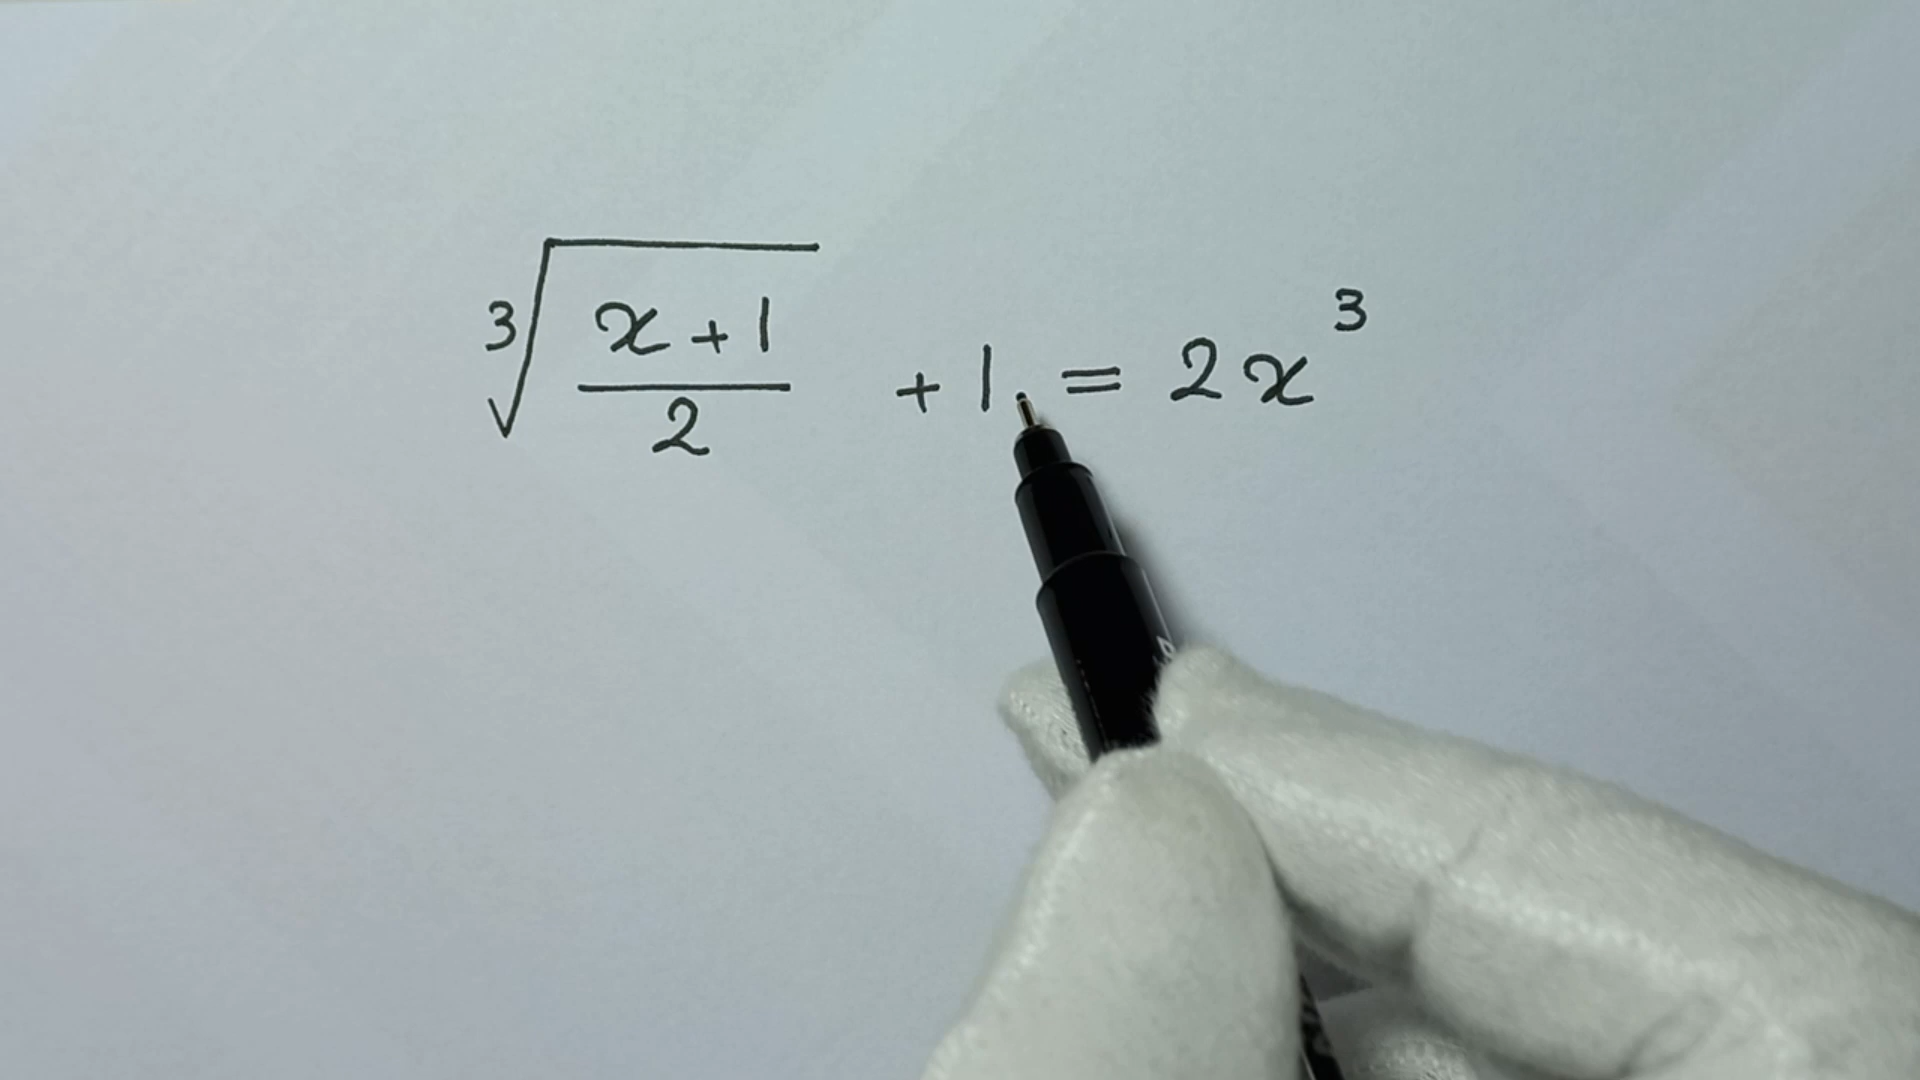 ∛((x+1)/2) + 1 = 2x³